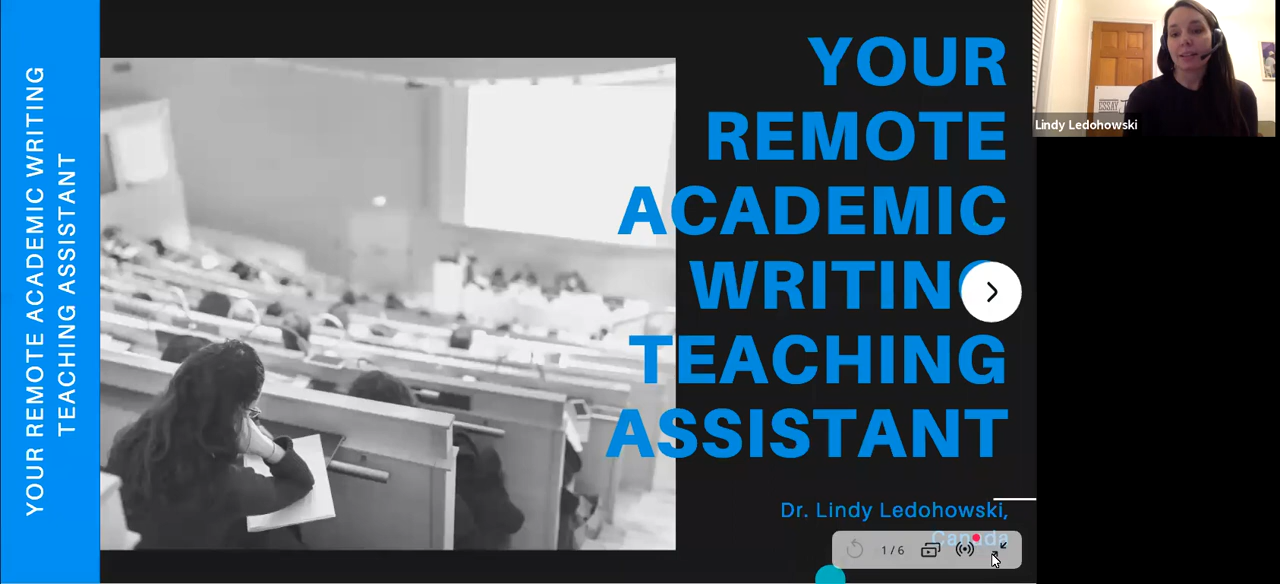 YOUR REMOTE ACADEMIC WRITING
TEACHING ASSISTANT
YOUR
REMOTE
ACADEMIC
WRITING
TEACHING
ASSISTANT
Dr. Lindy Ledohowski,
Canada
1 / 6
ESSAY
Lindy Ledohowski